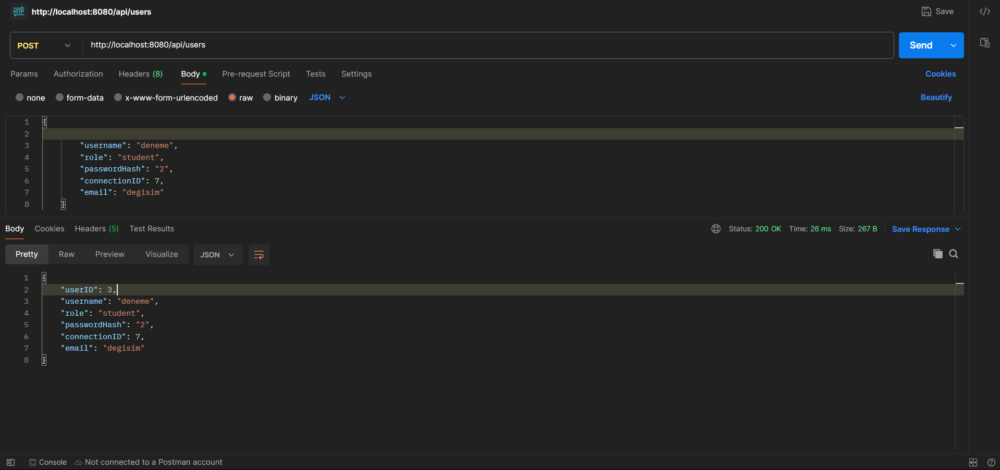 HTTP http://localhost:8080/api/users Save
POST http://localhost:8080/api/users Send
Params Authorization Headers (8) Body Pre-request Script Tests Settings Cookies
none form-data x-www-form-urlencoded raw binary JSON Beautify
1 {
2
3 "username": "deneme",
4 "role": "student",
5 "passwordHash": "2",
6 "connectionID": 7,
7 "email": "degisim"
8 }
Body Cookies Headers (5) Test Results Status: 200 OK Time: 26 ms Size: 267 B Save Response
Pretty Raw Preview Visualize JSON
1 {
2 "userID": 3,
3 "username": "deneme",
4 "role": "student",
5 "passwordHash": "2",
6 "connectionID": 7,
7 "email": "degisim"
8 }
Console Not connected to a Postman account